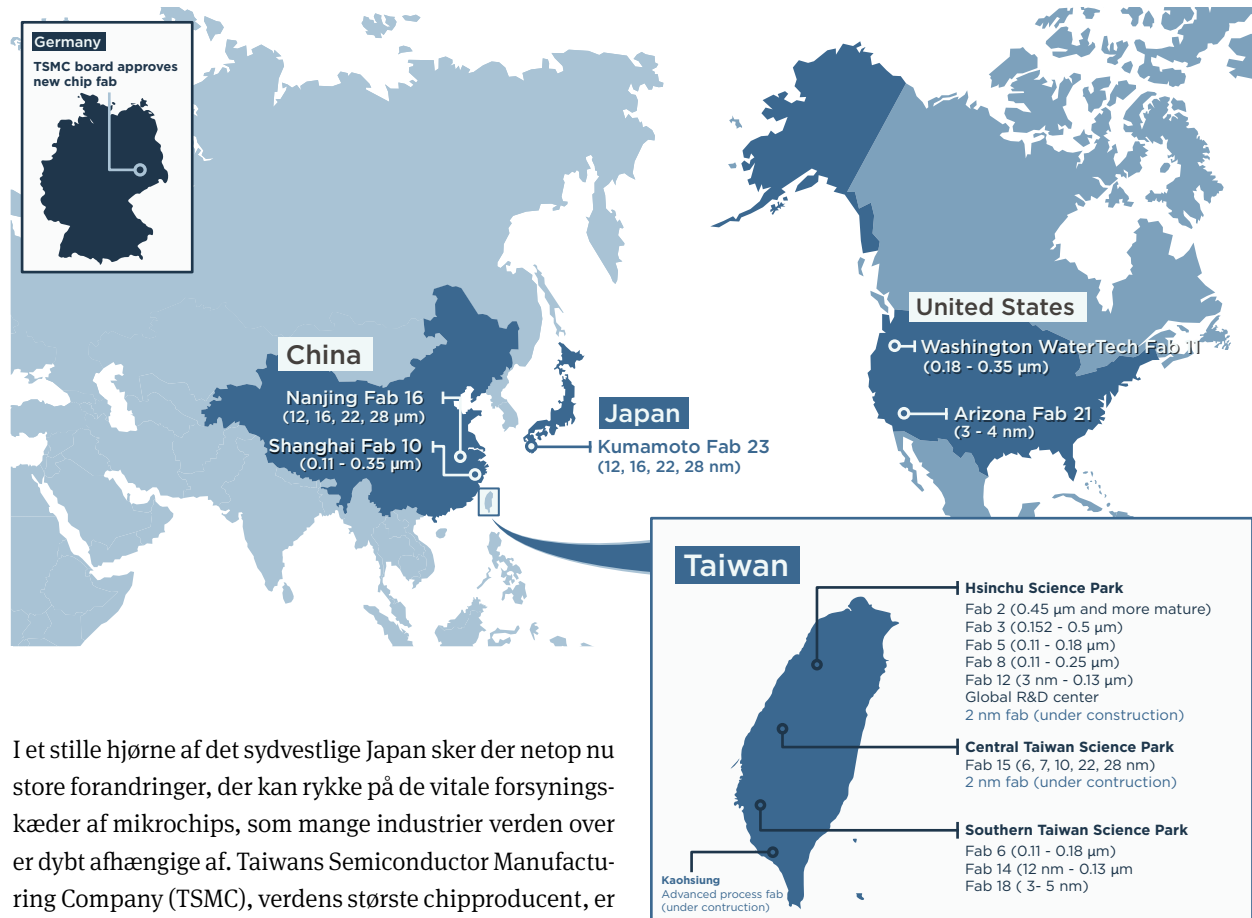 Germany
TSMC board approves
new chip fab
China
Nanjing Fab 16
(12, 16, 22, 28 µm)
Shanghai Fab 10
(0.11 - 0.35 µm)
Japan
Kumamoto Fab 23
(12, 16, 22, 28 nm)
United States
Washington WaterTech Fab 11
(0.18 - 0.35 µm)
Arizona Fab 21
(3 - 4 nm)
Taiwan
Hsinchu Science Park
Fab 2 (0.45 µm and more mature)
Fab 3 (0.152 - 0.5 µm)
Fab 5 (0.11 - 0.18 µm)
Fab 8 (0.11 - 0.25 µm)
Fab 12 (3 nm - 0.13 µm)
Global R&D center
2 nm fab (under construction)
Central Taiwan Science Park
Fab 15 (6, 7, 10, 22, 28 nm)
2 nm fab (under contruction)
Southern Taiwan Science Park
Fab 6 (0.11 - 0.18 µm)
Fab 14 (12 nm - 0.13 µm
Fab 18 ( 3- 5 nm)
Kaohsiung
Advanced process fab
(under contruction)
I et stille hjørne af det sydvestlige Japan sker der netop nu
store forandringer, der kan rykke på de vitale forsynings-
kæder af mikrochips, som mange industrier verden over
er dybt afhængige af. Taiwans Semiconductor Manufactu-
ring Company (TSMC), verdens største chipproducent, er